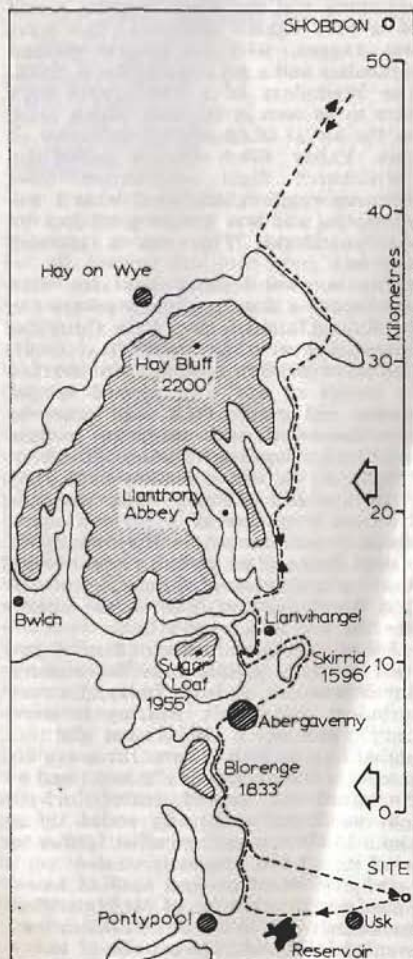 SHOBDON
50
40
Kilometres
Hay on Wye
30
Hay Bluff
2200'
Llanthony
Abbey
20
Bwlch
Llanvihangel
Skirrid
1596'
10
Sugar
Loaf
1955'
Abergavenny
Blorenge
1833'
0
SITE
Pontypool
Usk
Reservoir